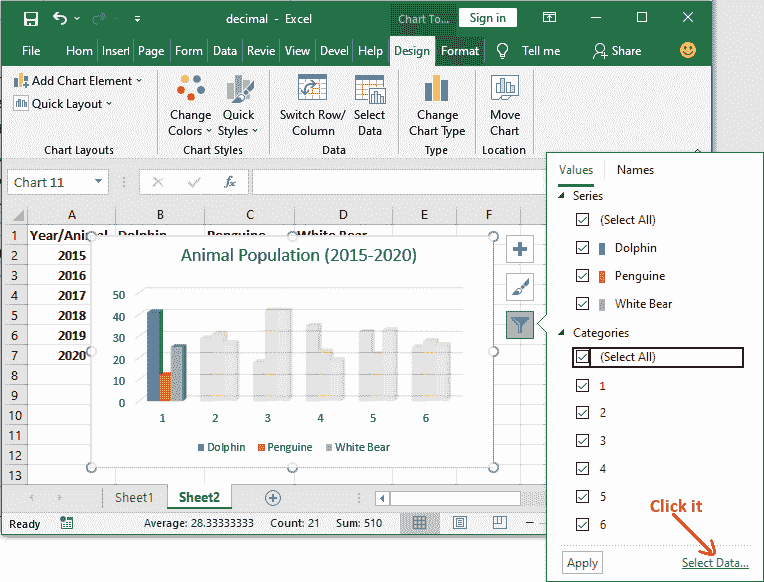 decimal - Excel
Chart To...
Sign in
File Hom Insert Page Form Data Revie View Devel Help Design Format Tell me Share
Add Chart Element
Quick Layout
Chart Layouts
Change Colors
Quick Styles
Chart Styles
Switch Row/ Column
Select Data
Data
Change Chart Type
Type
Move Chart
Location
Chart 11
fx
A B C D E F
1 Year/Animal Dolphin Penguine White Bear
2 2015
3 2016
4 2017
5 2018
6 2019
7 2020
8
9
10
11
12
13
Animal Population (2015-2020)
50
40
30
20
10
0
1 2 3 4 5 6
Dolphin Penguine White Bear
Sheet1 Sheet2
Ready Average: 28.33333333 Count: 21 Sum: 510
Values Names
Series
(Select All)
Dolphin
Penguine
White Bear
Categories
(Select All)
1
2
3
4
5
6
Click it
Apply Select Data...